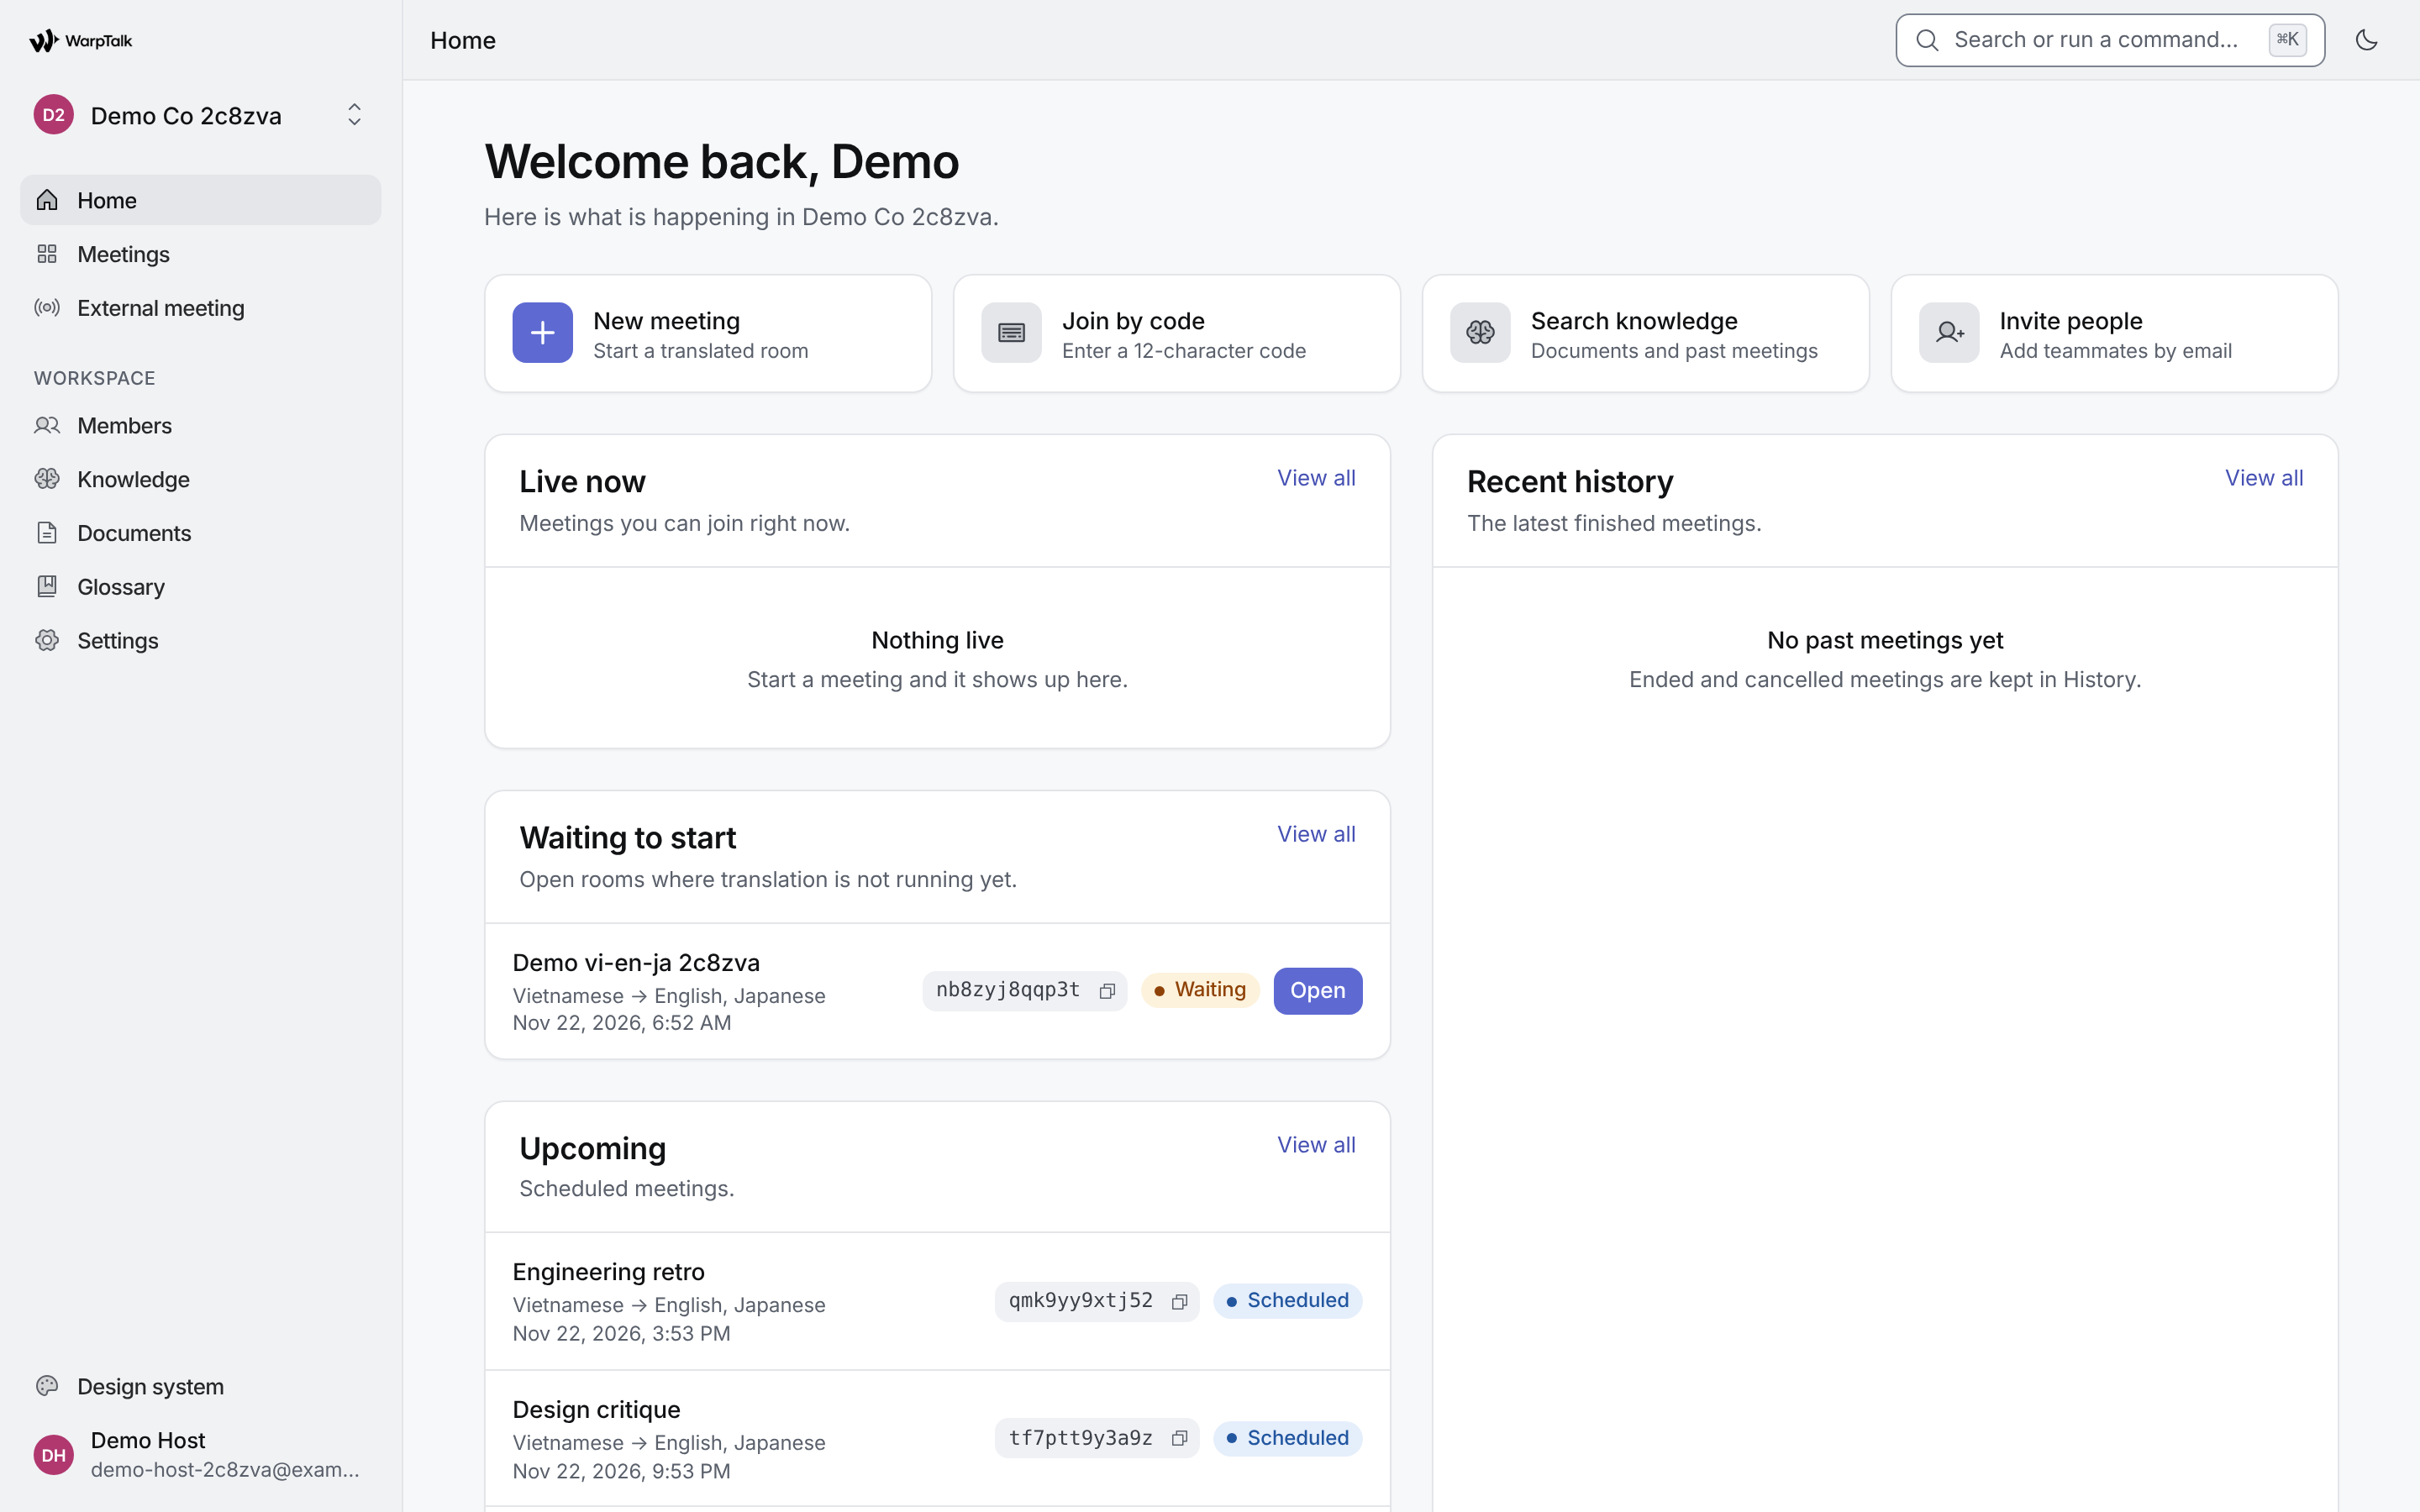 WarpTalk
Demo Co 2c8zva
D2
Home
Meetings
External meeting
WORKSPACE
Members
Knowledge
Documents
Glossary
Settings
Design system
DH
Demo Host
demo-host-2c8zva@exam...
Home
Search or run a command...
⌘K
Welcome back, Demo
Here is what is happening in Demo Co 2c8zva.
New meeting
Start a translated room
Join by code
Enter a 12-character code
Search knowledge
Documents and past meetings
Invite people
Add teammates by email
Live now
View all
Meetings you can join right now.
Nothing live
Start a meeting and it shows up here.
Waiting to start
View all
Open rooms where translation is not running yet.
Demo vi-en-ja 2c8zva
Vietnamese → English, Japanese
Nov 22, 2026, 6:52 AM
nb8zyj8qqp3t
Waiting
Open
Upcoming
View all
Scheduled meetings.
Engineering retro
Vietnamese → English, Japanese
Nov 22, 2026, 3:53 PM
qmk9yy9xtj52
Scheduled
Design critique
Vietnamese → English, Japanese
Nov 22, 2026, 9:53 PM
tf7ptt9y3a9z
Scheduled
Recent history
View all
The latest finished meetings.
No past meetings yet
Ended and cancelled meetings are kept in History.